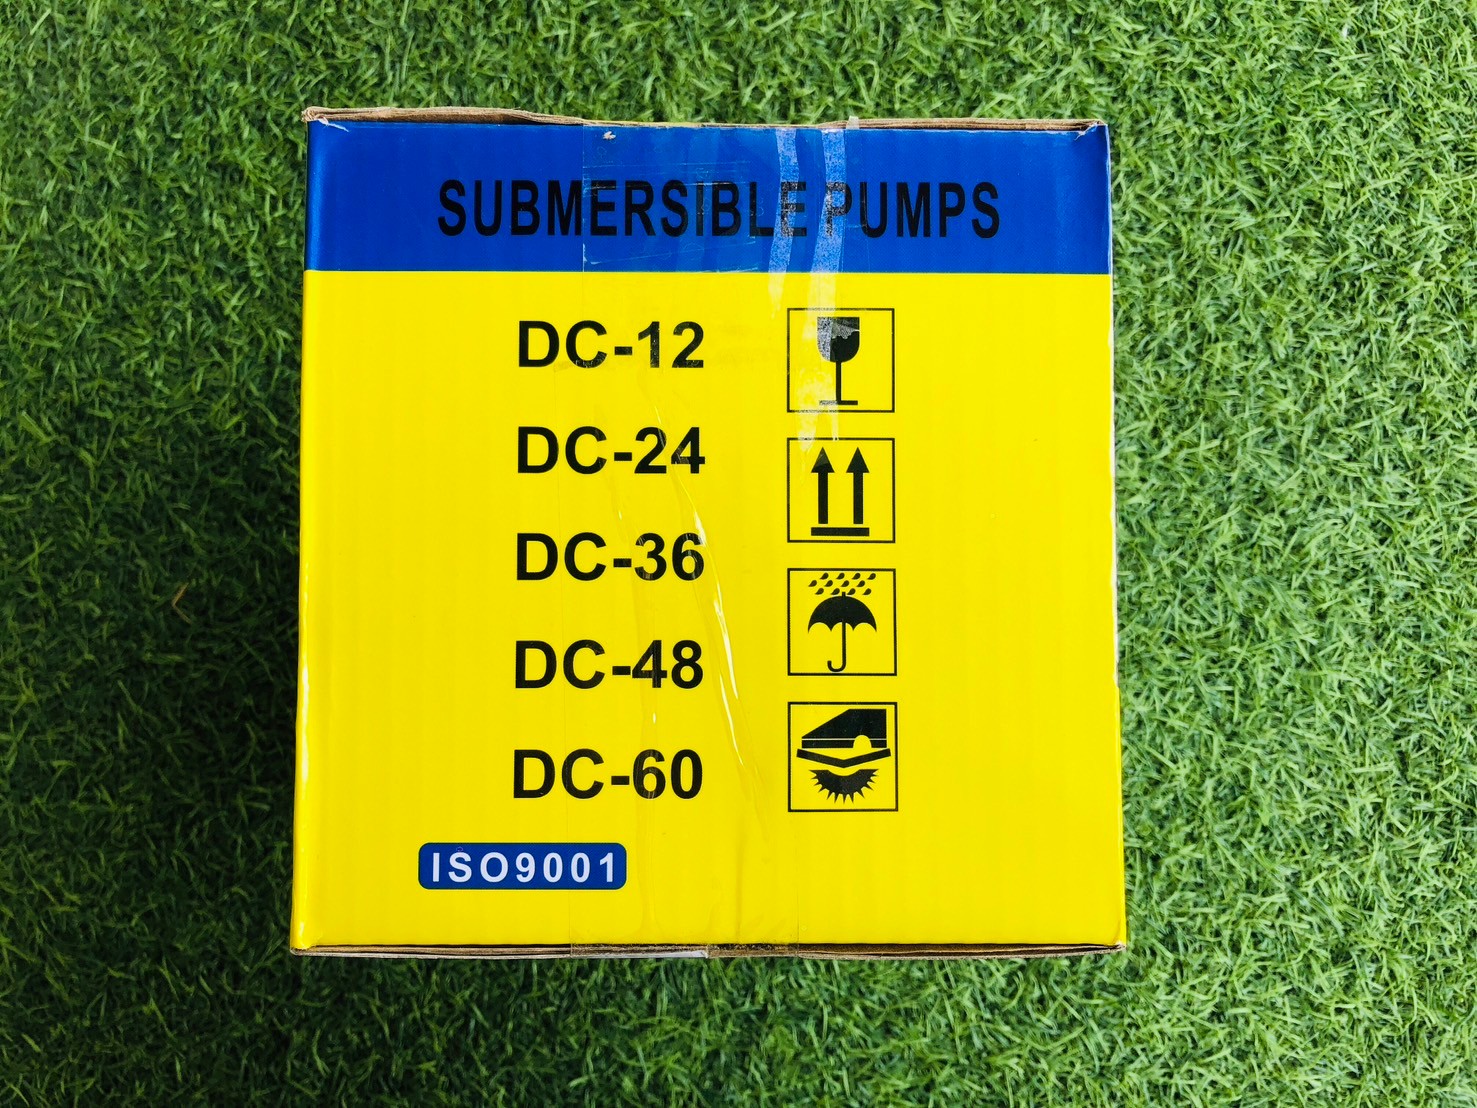 SUBMERSIBLE PUMPS
DC-12
DC-24
DC-36
DC-48
DC-60
ISO9001